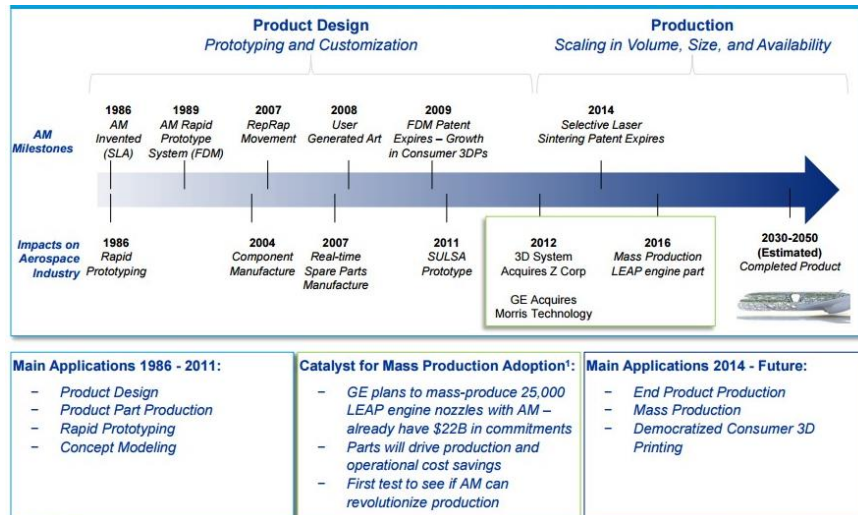 Product Design
Prototyping and Customization
Production
Scaling in Volume, Size, and Availability
AM
Milestones
1986
AM
Invented
(SLA)
1989
AM Rapid
Prototype
System (FDM)
2007
RepRap
Movement
2008
User
Generated Art
2009
FDM Patent
Expires – Growth
in Consumer 3DPs
2014
Selective Laser
Sintering Patent Expires
Impacts on
Aerospace
Industry
1986
Rapid
Prototyping
2004
Component
Manufacture
2007
Real-time
Spare Parts
Manufacture
2011
SULSA
Prototype
2012
3D System
Acquires Z Corp
GE Acquires
Morris Technology
2016
Mass Production
LEAP engine part
2030-2050
(Estimated)
Completed Product
Main Applications 1986 - 2011:
− Product Design
− Product Part Production
− Rapid Prototyping
− Concept Modeling
Catalyst for Mass Production Adoption¹:
− GE plans to mass-produce 25,000
LEAP engine nozzles with AM –
already have $22B in commitments
− Parts will drive production and
operational cost savings
− First test to see if AM can
revolutionize production
Main Applications 2014 - Future:
− End Product Production
− Mass Production
− Democratized Consumer 3D
Printing